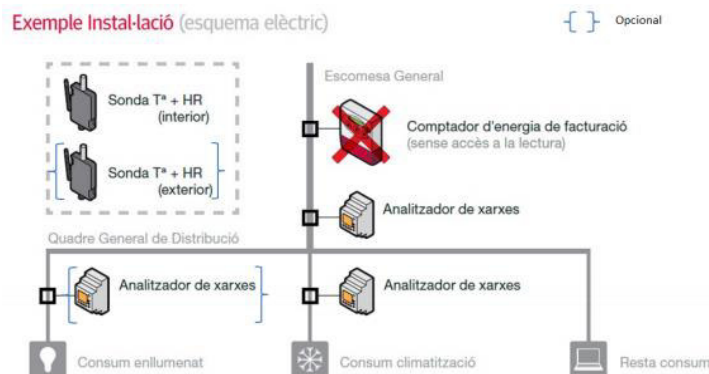 Exemple Instal·lació (esquema elèctric)
Opcional
Escomesa General
Sonda Tª + HR
(interior)
Comptador d'energia de facturació
(sense accès a la lectura)
Sonda Tª + HR
(exterior)
Analitzador de xarxes
Quadre General de Distribució
Analitzador de xarxes
Analitzador de xarxes
Consum enllumenat
Consum climatització
Resta consum